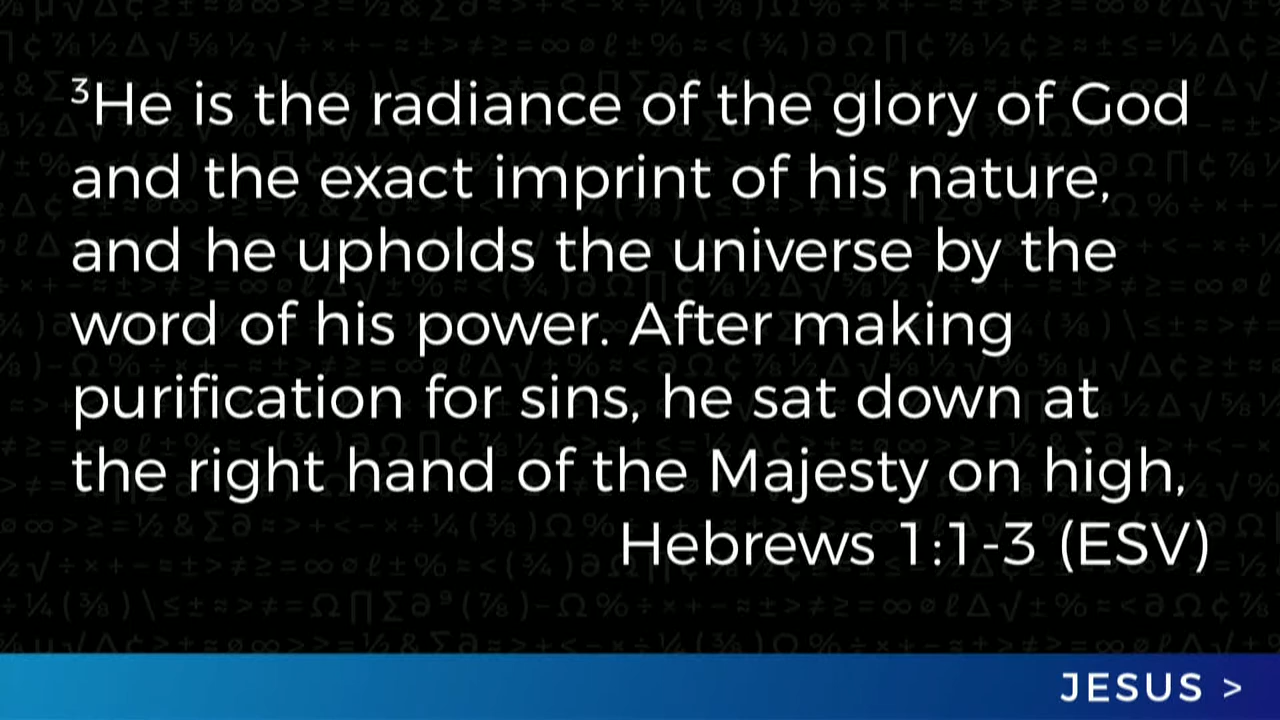 ³He is the radiance of the glory of God
and the exact imprint of his nature,
and he upholds the universe by the
word of his power. After making
purification for sins, he sat down at
the right hand of the Majesty on high,
Hebrews 1:1-3 (ESV)
JESUS >